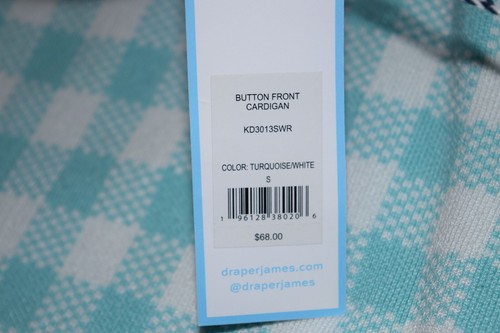 BUTTON FRONT
CARDIGAN
KD3013SWR
COLOR: TURQUOISE/WHITE
S
1 96128 38020 6
$68.00
draperjames.com
@draperjames